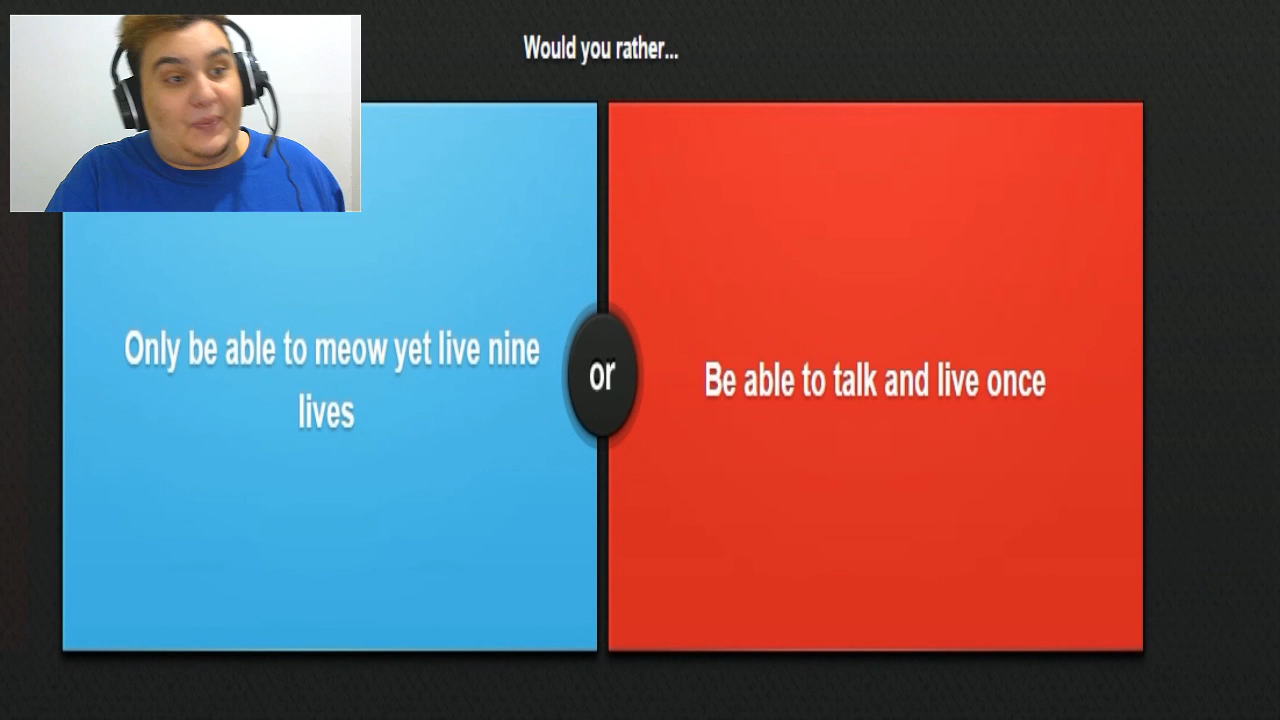 Would you rather...
Only be able to meow yet live nine
lives
or
Be able to talk and live once